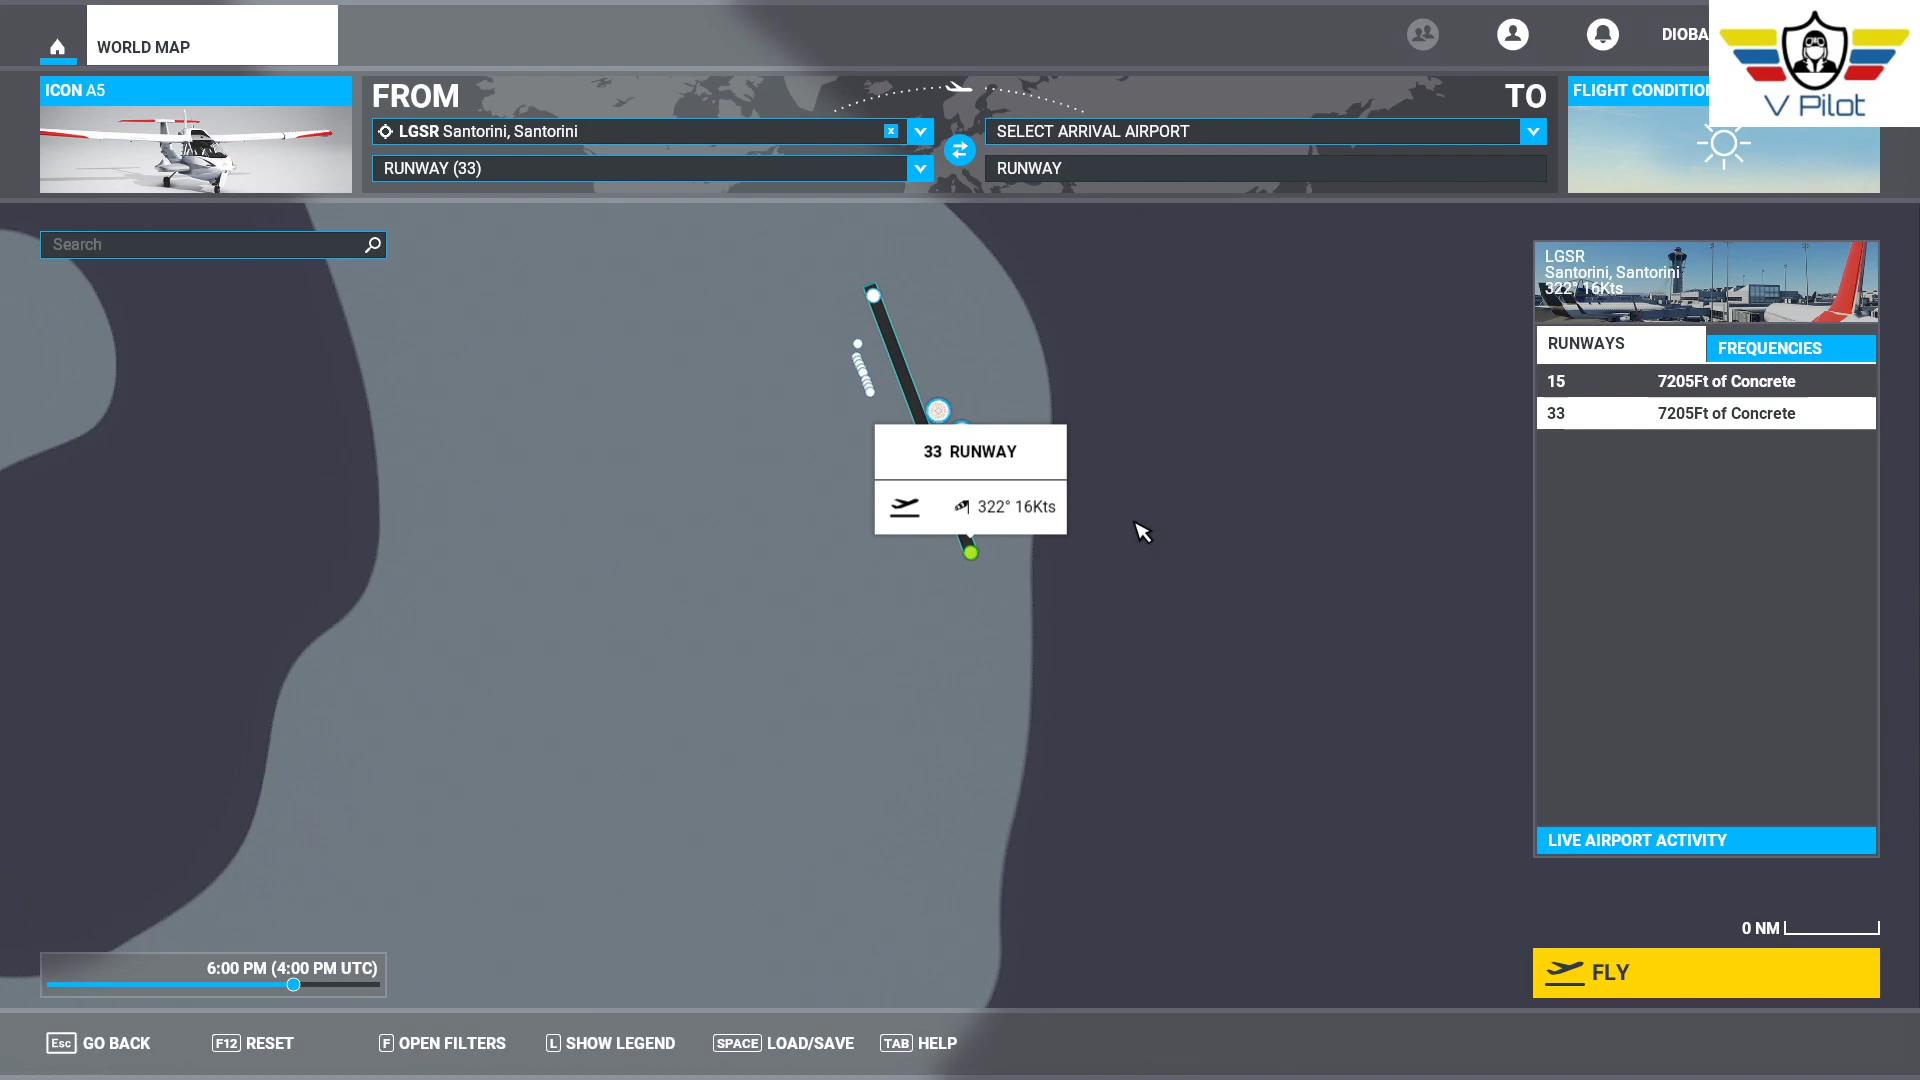 WORLD MAP
DIOBA
V Pilot
ICON A5
FROM
TO
LGSR Santorini, Santorini
x
SELECT ARRIVAL AIRPORT
RUNWAY (33)
RUNWAY
FLIGHT CONDITION
Search
LGSR
Santorini, Santorini
322° 16Kts
RUNWAYS
FREQUENCIES
15 7205Ft of Concrete
33 7205Ft of Concrete
33 RUNWAY
322° 16Kts
LIVE AIRPORT ACTIVITY
0 NM
6:00 PM (4:00 PM UTC)
FLY
Esc GO BACK
F12 RESET
F OPEN FILTERS
L SHOW LEGEND
SPACE LOAD/SAVE
TAB HELP